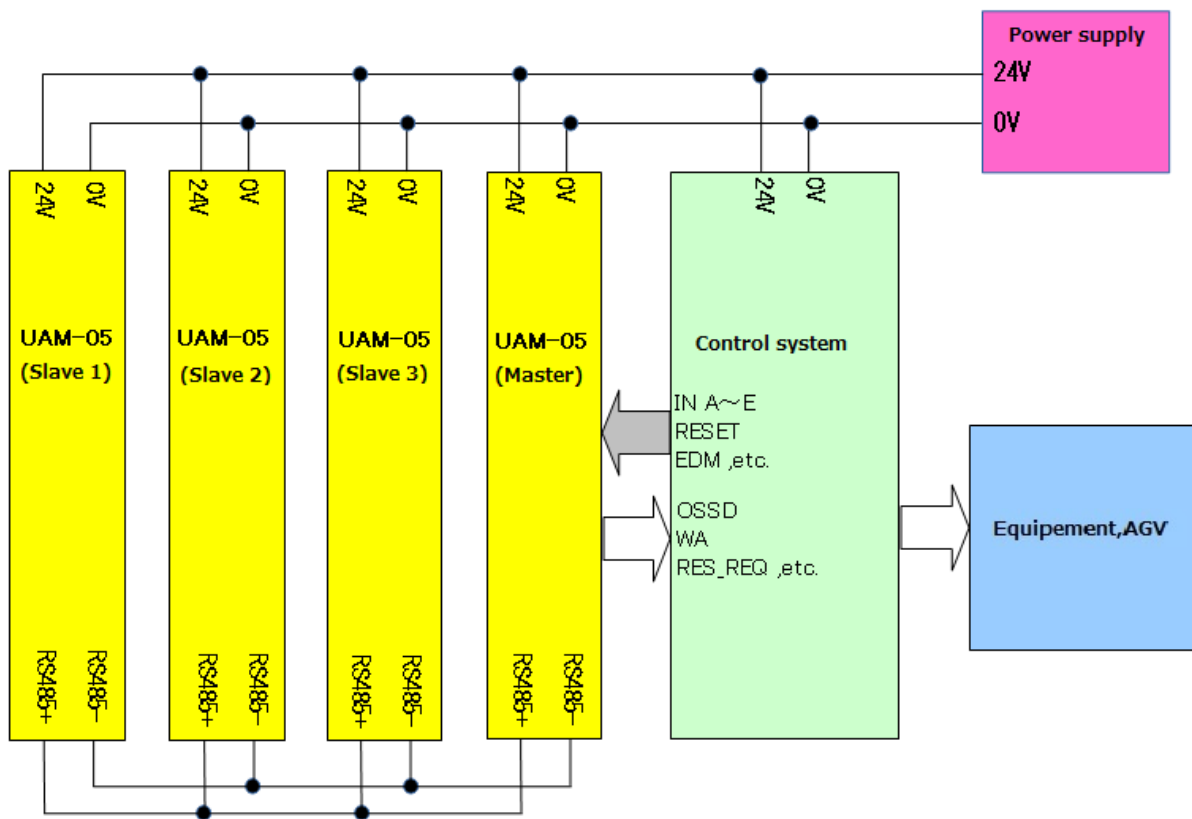 Power supply
24V
0V
24V
0V
24V
0V
24V
0V
24V
0V
24V
0V
UAM-05
(Slave 1)
UAM-05
(Slave 2)
UAM-05
(Slave 3)
UAM-05
(Master)
Control system
IN A～E
RESET
EDM ,etc.
OSSD
WA
RES_REQ ,etc.
Equipement,AGV
RS485+
RS485-
RS485+
RS485-
RS485+
RS485-
RS485+
RS485-